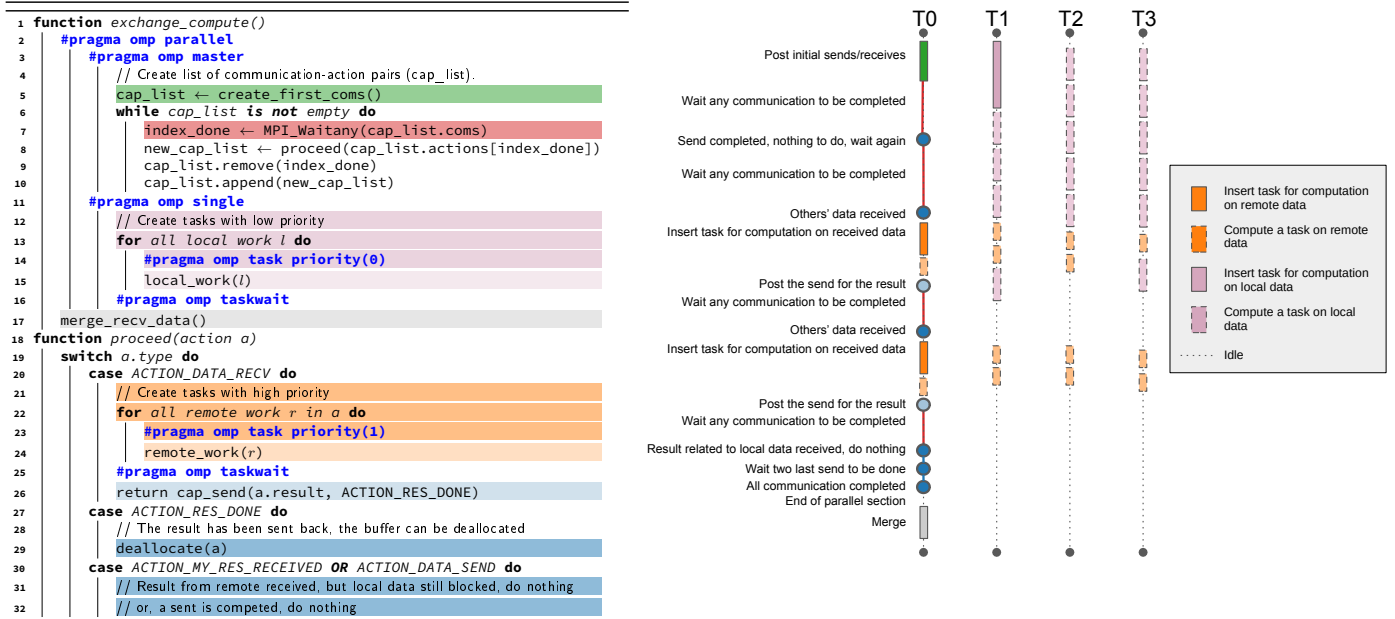 1 function exchange_compute()
2 #pragma omp parallel
3 #pragma omp master
4 // Create list of communication-action pairs (cap_list).
5 cap_list ← create_first_coms()
6 while cap_list is not empty do
7 index_done ← MPI_Waitany(cap_list.coms)
8 new_cap_list ← proceed(cap_list.actions[index_done])
9 cap_list.remove(index_done)
10 cap_list.append(new_cap_list)
11 #pragma omp single
12 // Create tasks with low priority
13 for all local work l do
14 #pragma omp task priority(0)
15 local_work(l)
16 #pragma omp taskwait
17 merge_recv_data()
18 function proceed(action a)
19 switch a.type do
20 case ACTION_DATA_RECV do
21 // Create tasks with high priority
22 for all remote work r in a do
23 #pragma omp task priority(1)
24 remote_work(r)
25 #pragma omp taskwait
26 return cap_send(a.result, ACTION_RES_DONE)
27 case ACTION_RES_DONE do
28 // The result has been sent back, the buffer can be deallocated
29 deallocate(a)
30 case ACTION_MY_RES_RECEIVED OR ACTION_DATA_SEND do
31 // Result from remote received, but local data still blocked, do nothing
32 // or, a sent is competed, do nothing
T0 T1 T2 T3
Post initial sends/receives
Wait any communication to be completed
Send completed, nothing to do, wait again
Wait any communication to be completed
Others' data received
Insert task for computation on received data
Post the send for the result
Wait any communication to be completed
Others' data received
Insert task for computation on received data
Post the send for the result
Wait any communication to be completed
Result related to local data received, do nothing
Wait two last send to be done
All communication completed
End of parallel section
Merge
Insert task for computation
on remote data
Compute a task on remote
data
Insert task for computation
on local data
Compute a task on local
data
Idle